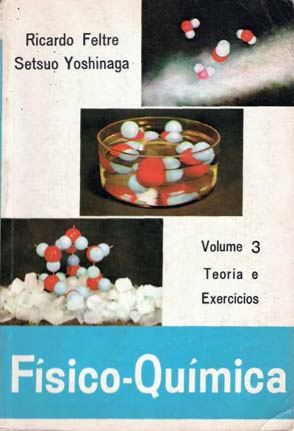 Ricardo Feltre
Setsuo Yoshinaga
Volume 3
Teoria e
Exercícios
Físico-Química